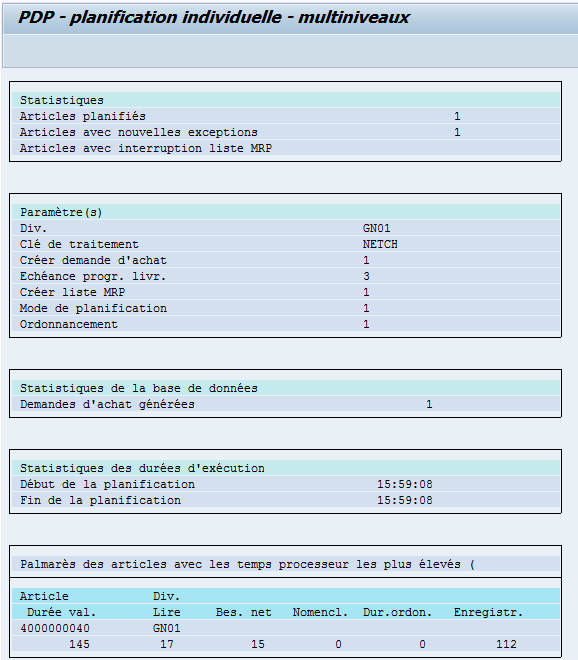 PDP - planification individuelle - multiniveaux
Statistiques
Articles planifiés 1
Articles avec nouvelles exceptions 1
Articles avec interruption liste MRP
Paramètre(s)
Div. GN01
Clé de traitement NETCH
Créer demande d'achat 1
Echéance progr. livr. 3
Créer liste MRP 1
Mode de planification 1
Ordonnancement 1
Statistiques de la base de données
Demandes d'achat générées 1
Statistiques des durées d'exécution
Début de la planification 15:59:08
Fin de la planification 15:59:08
Palmarès des articles avec les temps processeur les plus élevés (
Article Div.
Durée val. Lire Bes. net Nomencl. Dur.ordon. Enregistr.
4000000040 GN01
145 17 15 0 0 112